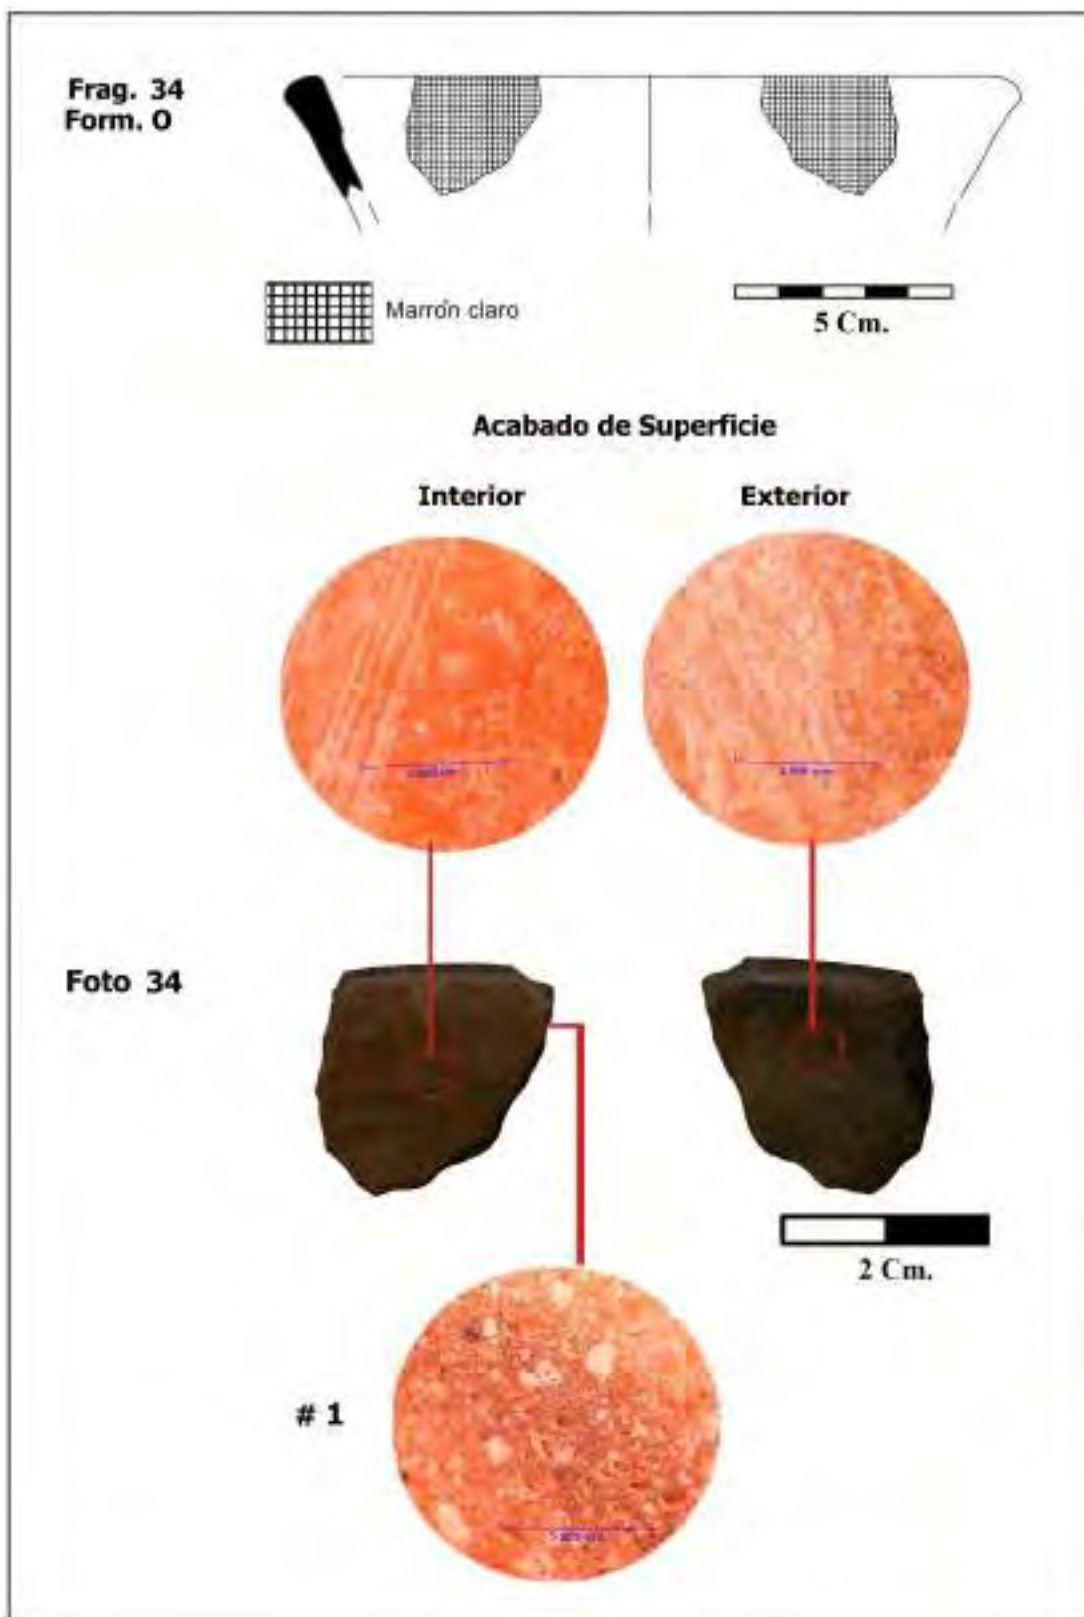 Frag. 34
Form. O
Marrón claro
5 Cm.
Acabado de Superficie
Interior
Exterior
Foto 34
2 Cm.
# 1